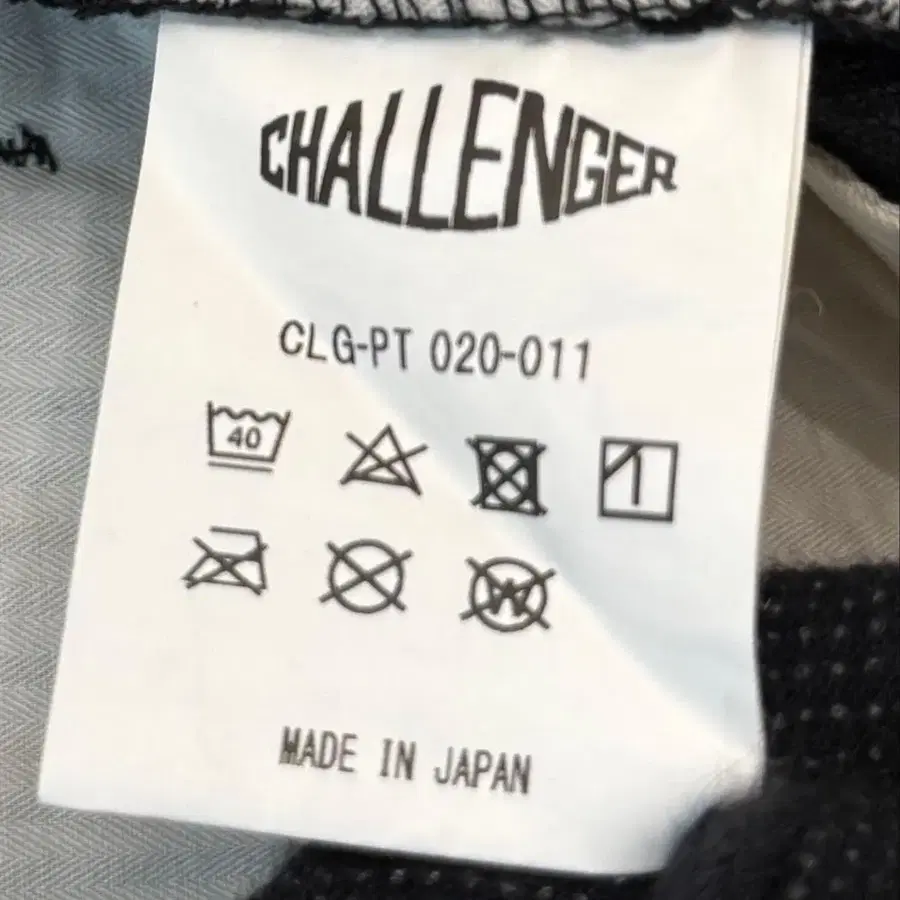 CHALLENGER
CLG-PT 020-011
40
W
MADE IN JAPAN